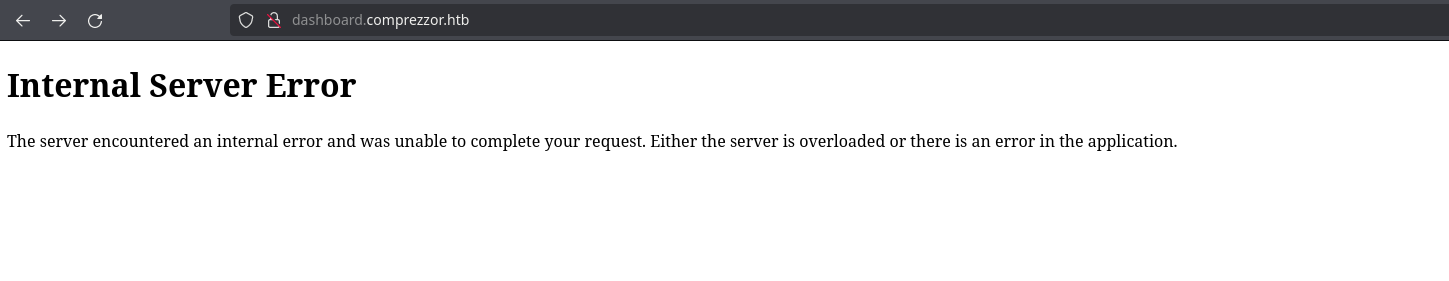 dashboard.comprezzor.htb
Internal Server Error
The server encountered an internal error and was unable to complete your request. Either the server is overloaded or there is an error in the application.